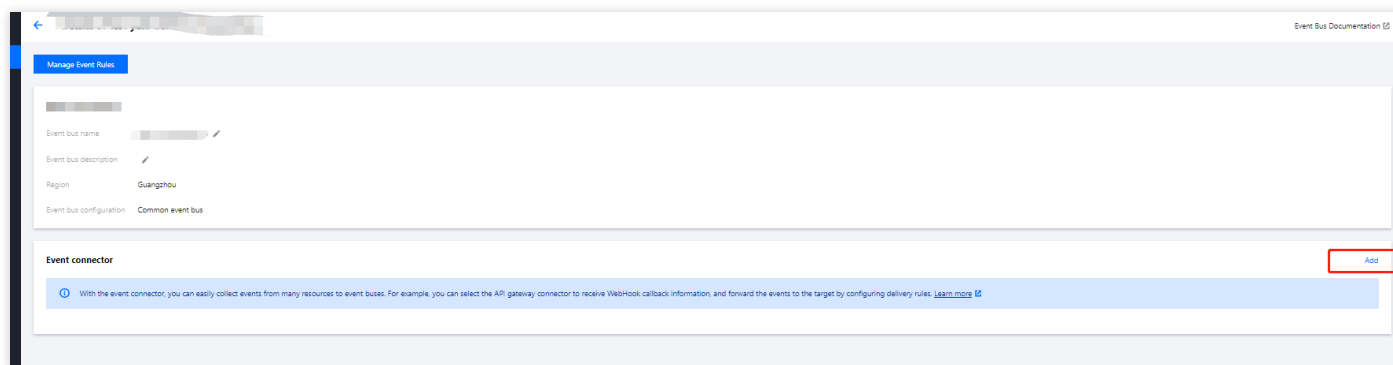 Event Bus Documentation
Manage Event Rules
Event bus name
Event bus description
Region Guangzhou
Event bus configuration Common event bus
Event connector Add
With the event connector, you can easily collect events from many resources to event buses. For example, you can select the API gateway connector to receive WebHook callback information, and forward the events to the target by configuring delivery rules. Learn more